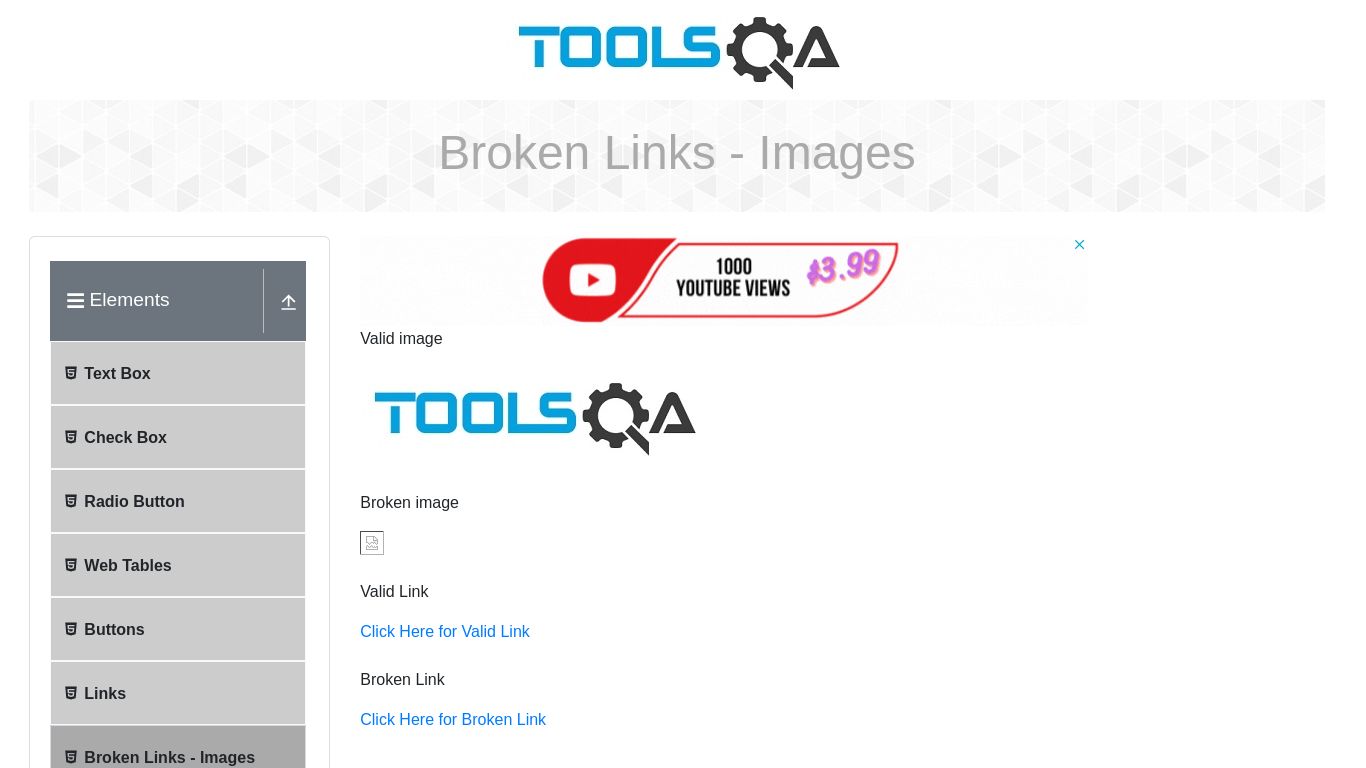 TOOLSQA
Broken Links - Images
Elements
Text Box
Check Box
Radio Button
Web Tables
Buttons
Links
Broken Links - Images
1000
YOUTUBE VIEWS
$3.99
Valid image
TOOLSQA
Broken image
Valid Link
Click Here for Valid Link
Broken Link
Click Here for Broken Link